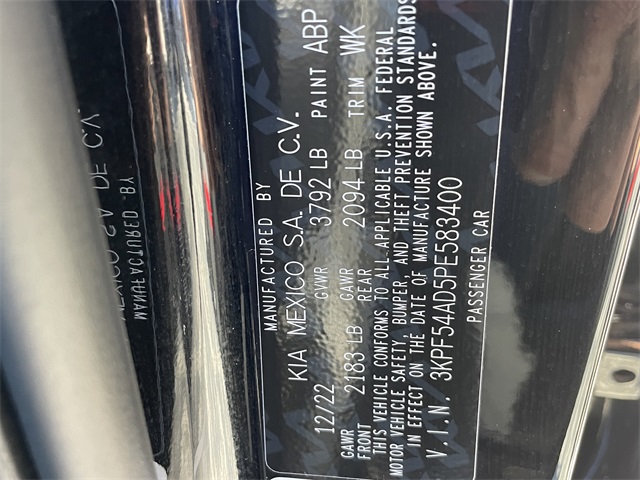 MANUFACTURED BY
KIA MEXICO S.A. DE C.V.
12/22 GVWR 3792 LB PAINT ABP
GAWR FRONT 2183 LB GAWR REAR 2094 LB TRIM WK
THIS VEHICLE CONFORMS TO ALL APPLICABLE U.S.A. FEDERAL
MOTOR VEHICLE SAFETY, BUMPER AND THEFT PREVENTION STANDARDS
IN EFFECT ON THE DATE OF MANUFACTURE SHOWN ABOVE.
V.I.N. 3KPF54AD5PE583400
PASSENGER CAR